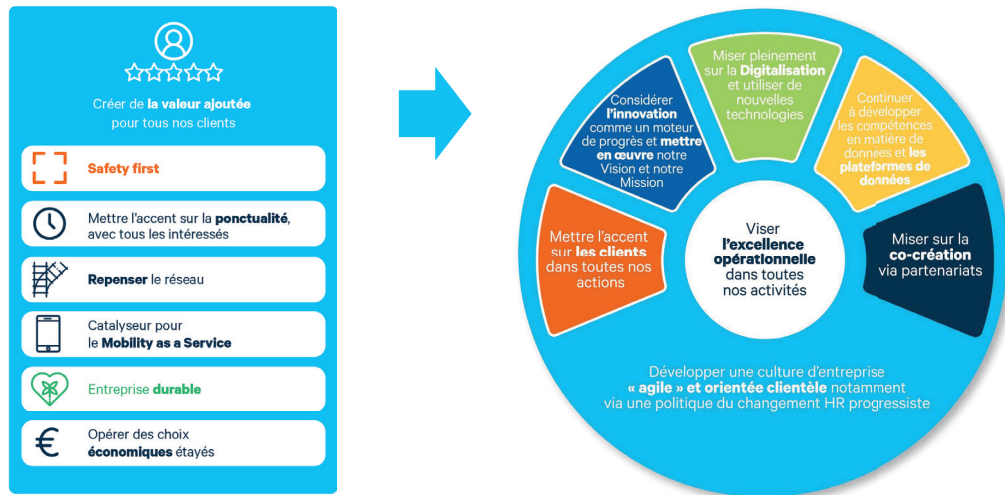 Créer de la valeur ajoutée
pour tous nos clients
Safety first
Mettre l'accent sur la ponctualité,
avec tous les intéressés
Repenser le réseau
Catalyseur pour
le Mobility as a Service
Entreprise durable
€
Opérer des choix
économiques étayés
Mettre l'accent
sur les clients
dans toutes nos
actions
Considérer
l'innovation
comme un moteur
de progrès et mettre
en œuvre notre
Vision et notre
Mission
Miser pleinement
sur la Digitalisation
et utiliser de
nouvelles
technologies
Continuer
à développer
les compétences
en matière de
données et les
plateformes de
données
Miser sur la
co-création
via partenariats
Viser
l'excellence
opérationnelle
dans toutes
nos activités
Développer une culture d'entreprise
« agile » et orientée clientèle notamment
via une politique du changement HR progressiste